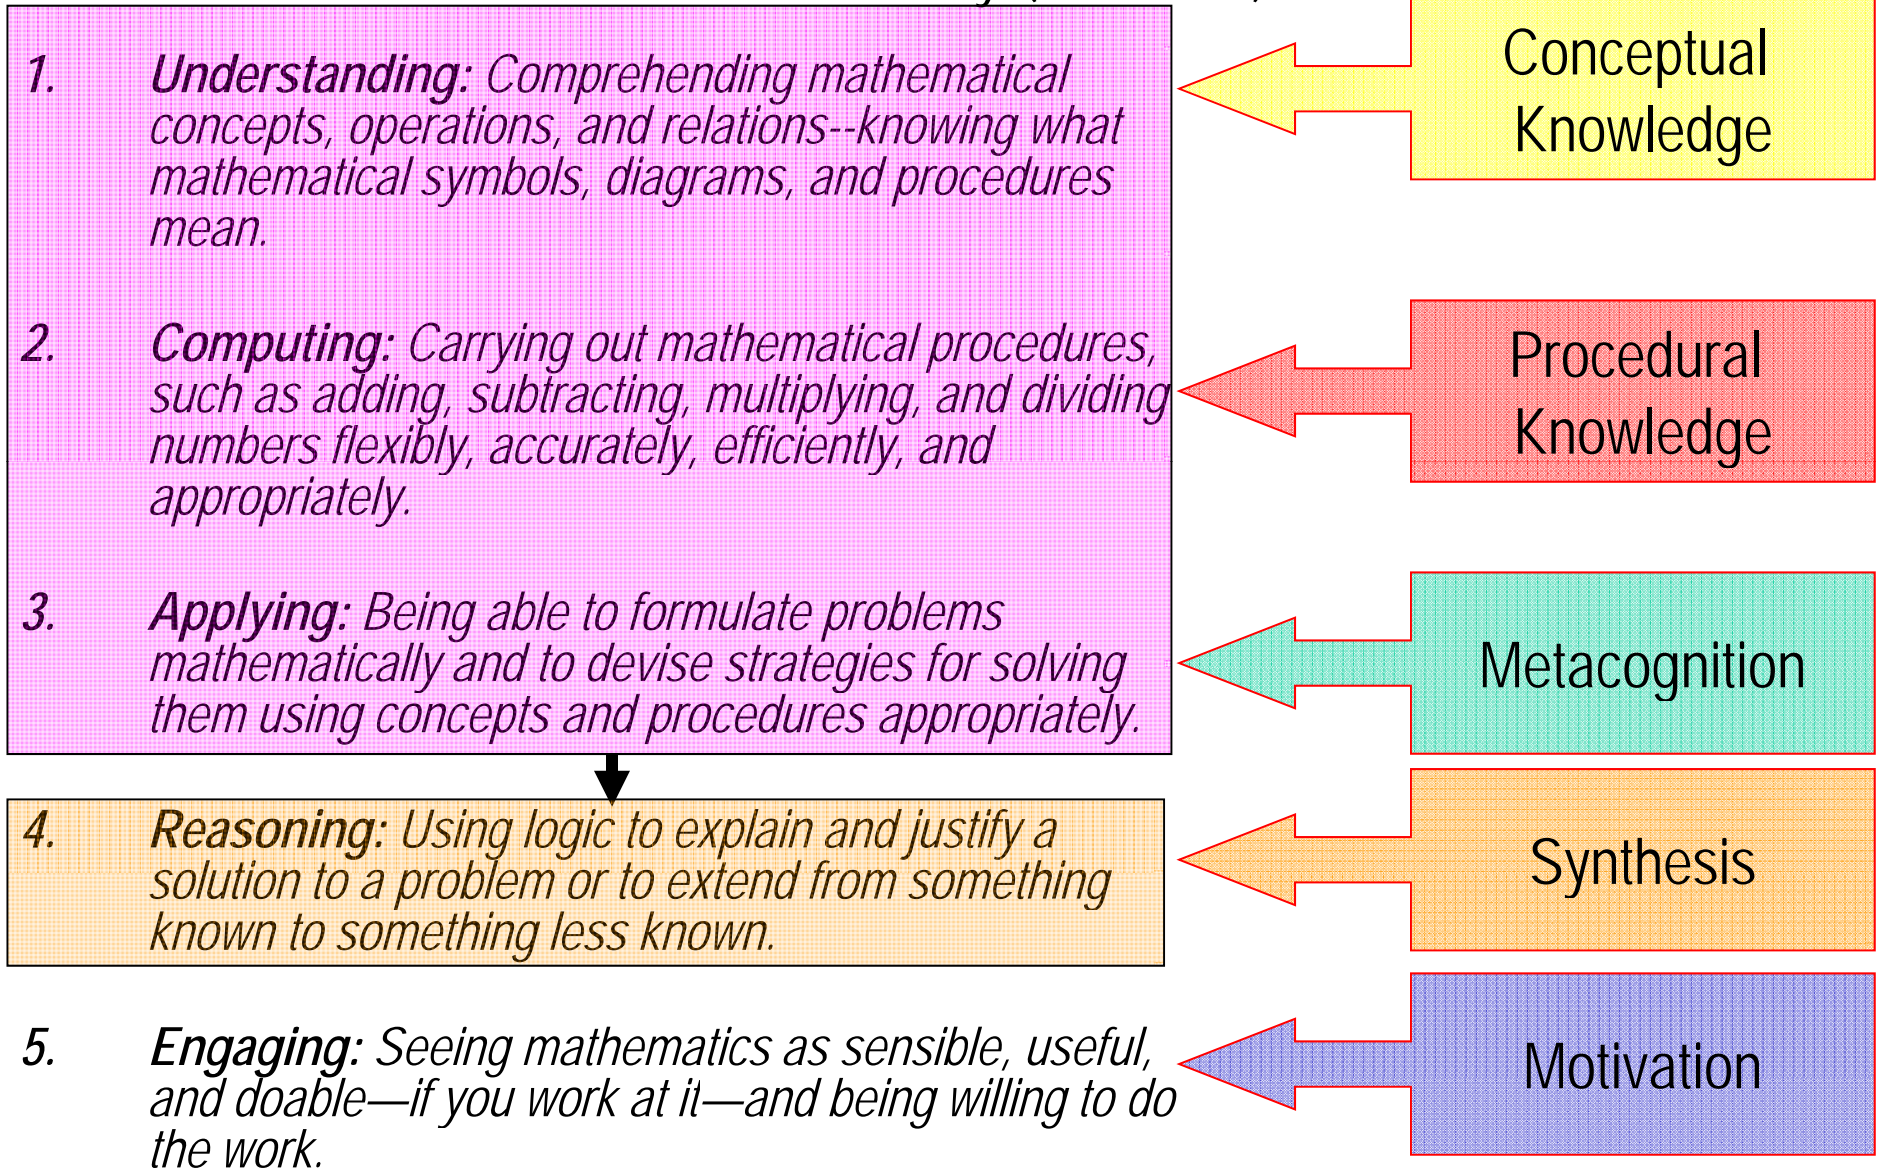 1. Understanding: Comprehending mathematical
concepts, operations, and relations--knowing what
mathematical symbols, diagrams, and procedures
mean.
Conceptual
Knowledge
2. Computing: Carrying out mathematical procedures,
such as adding, subtracting, multiplying, and dividing
numbers flexibly, accurately, efficiently, and
appropriately.
Procedural
Knowledge
3. Applying: Being able to formulate problems
mathematically and to devise strategies for solving
them using concepts and procedures appropriately.
Metacognition
4. Reasoning: Using logic to explain and justify a
solution to a problem or to extend from something
known to something less known.
Synthesis
5. Engaging: Seeing mathematics as sensible, useful,
and doable—if you work at it—and being willing to do
the work.
Motivation